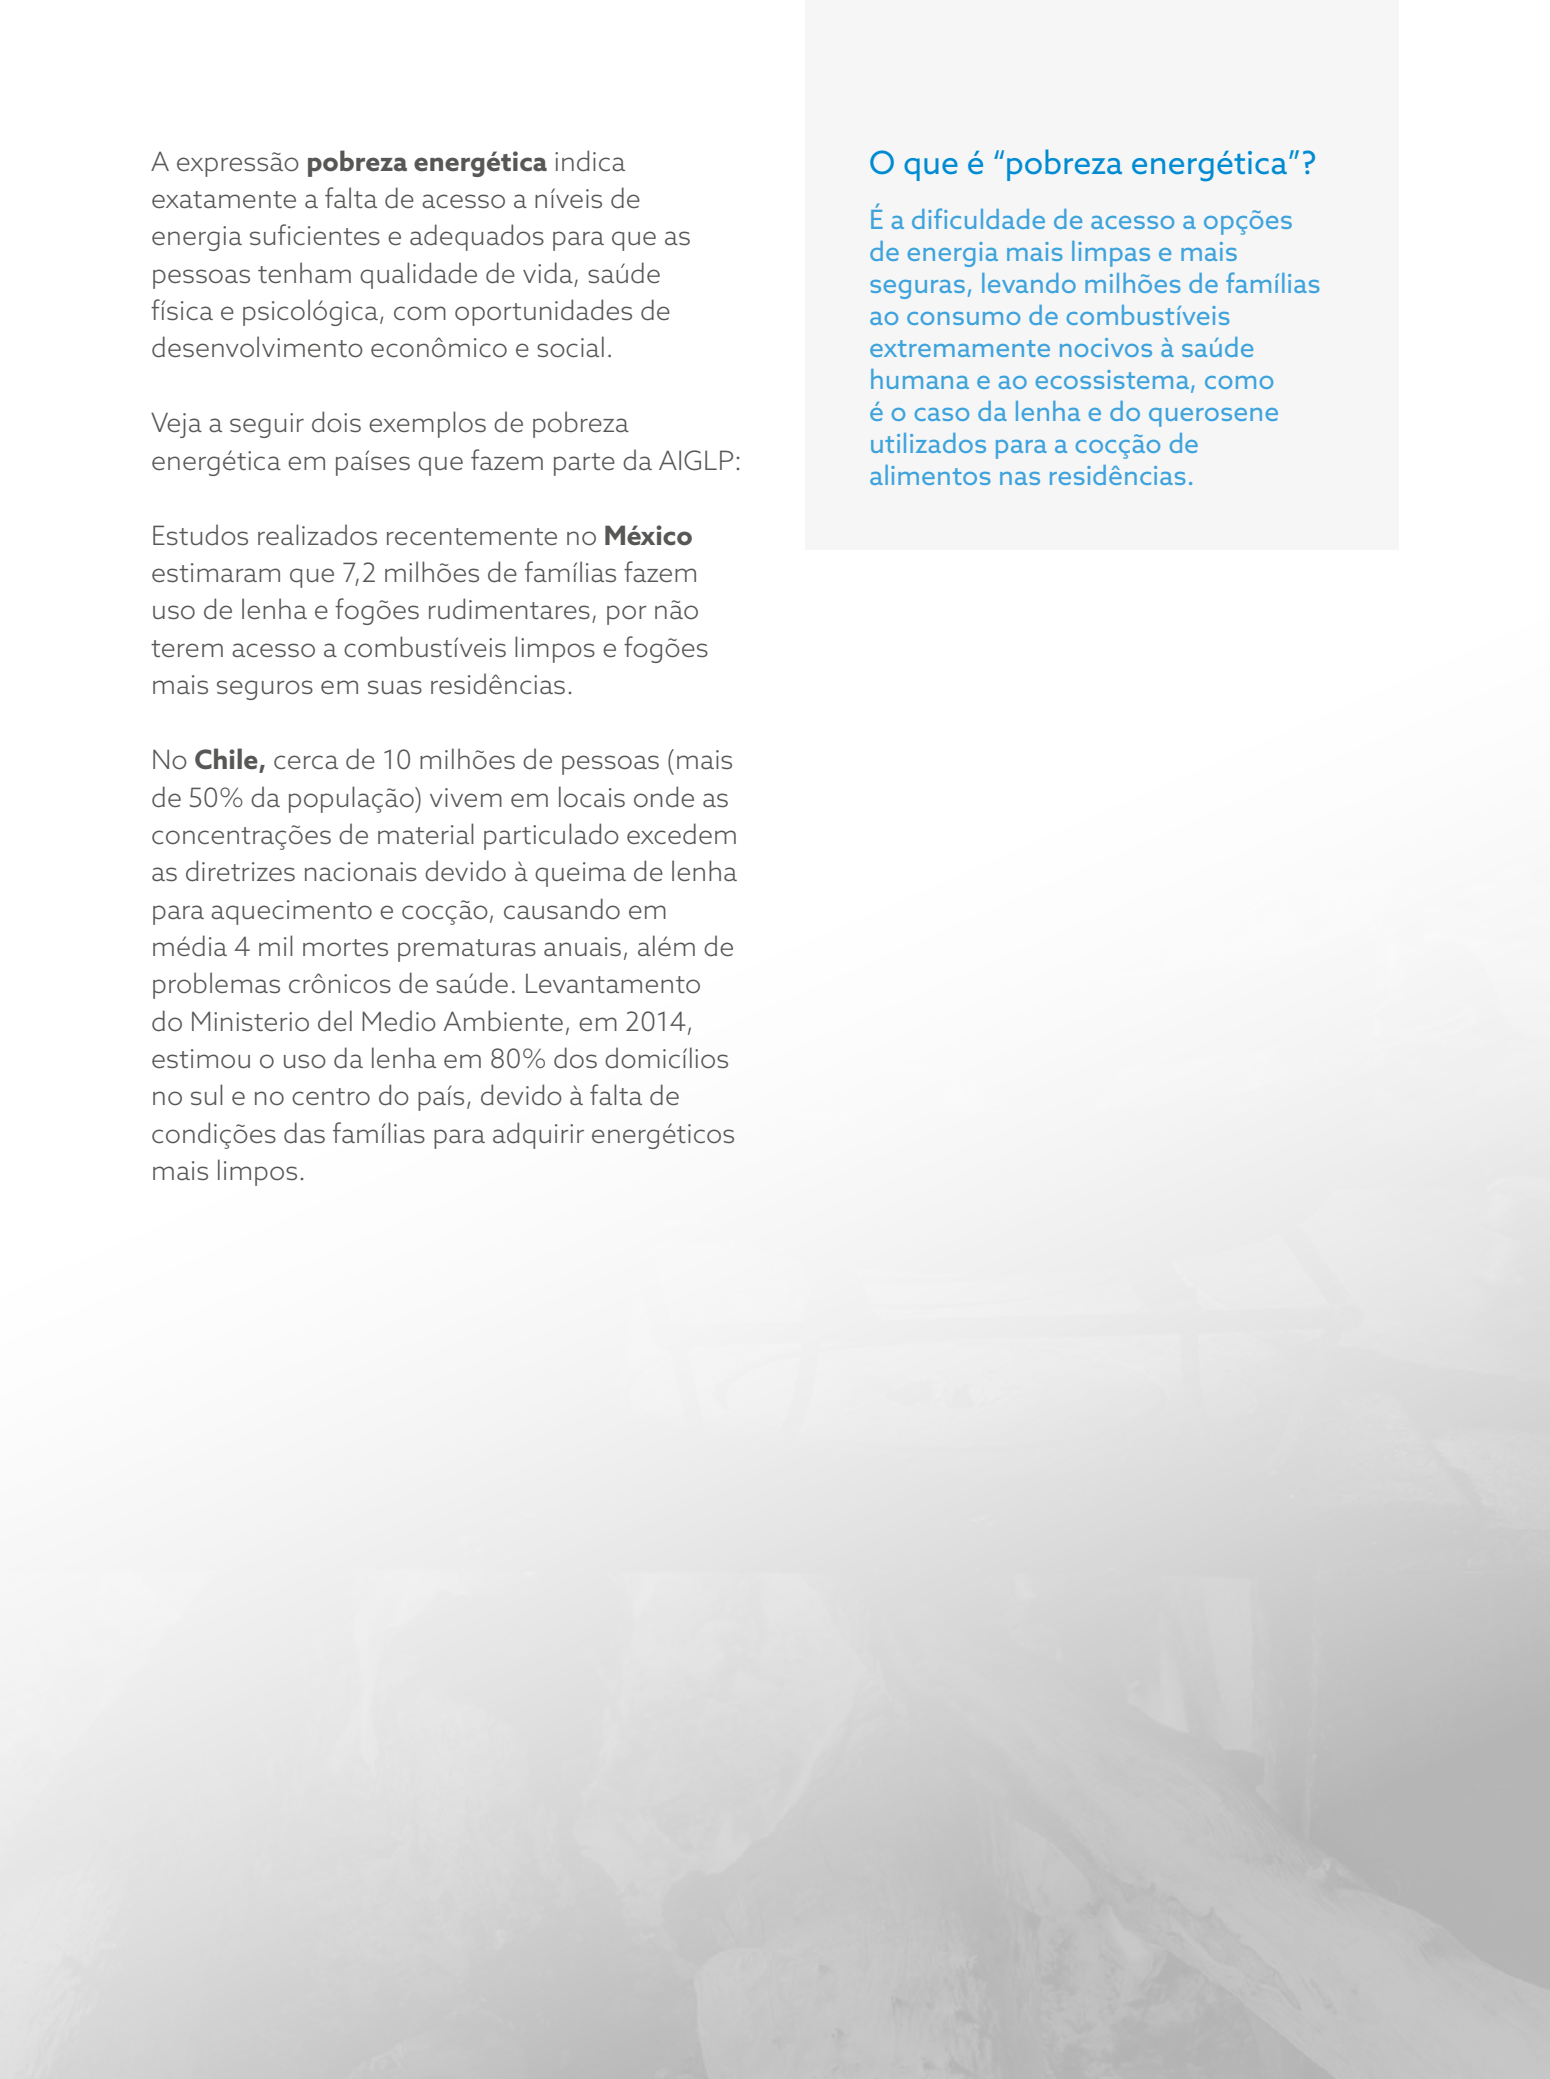 A expressão pobreza energética indica
exatamente a falta de acesso a níveis de
energia suficientes e adequados para que as
pessoas tenham qualidade de vida, saúde
física e psicológica, com oportunidades de
desenvolvimento econômico e social.
Veja a seguir dois exemplos de pobreza
energética em países que fazem parte da AIGLP:
Estudos realizados recentemente no México
estimaram que 7,2 milhões de famílias fazem
uso de lenha e fogões rudimentares, por não
terem acesso a combustíveis limpos e fogões
mais seguros em suas residências.
No Chile, cerca de 10 milhões de pessoas (mais
de 50% da população) vivem em locais onde as
concentrações de material particulado excedem
as diretrizes nacionais devido à queima de lenha
para aquecimento e cocção, causando em
média 4 mil mortes prematuras anuais, além de
problemas crônicos de saúde. Levantamento
do Ministerio del Medio Ambiente, em 2014,
estimou o uso da lenha em 80% dos domicílios
no sul e no centro do país, devido à falta de
condições das famílias para adquirir energéticos
mais limpos.
O que é “pobreza energética”?
É a dificuldade de acesso a opções
de energia mais limpas e mais
seguras, levando milhões de famílias
ao consumo de combustíveis
extremamente nocivos à saúde
humana e ao ecossistema, como
é o caso da lenha e do querosene
utilizados para a cocção de
alimentos nas residências.